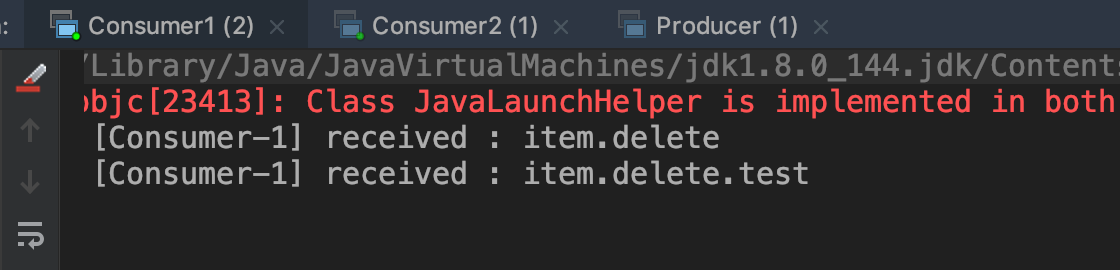 : Consumer1 (2) Consumer2 (1) Producer (1)
/Library/Java/JavaVirtualMachines/jdk1.8.0_144.jdk/Contents
objc[23413]: Class JavaLaunchHelper is implemented in both
[Consumer-1] received : item.delete
[Consumer-1] received : item.delete.test